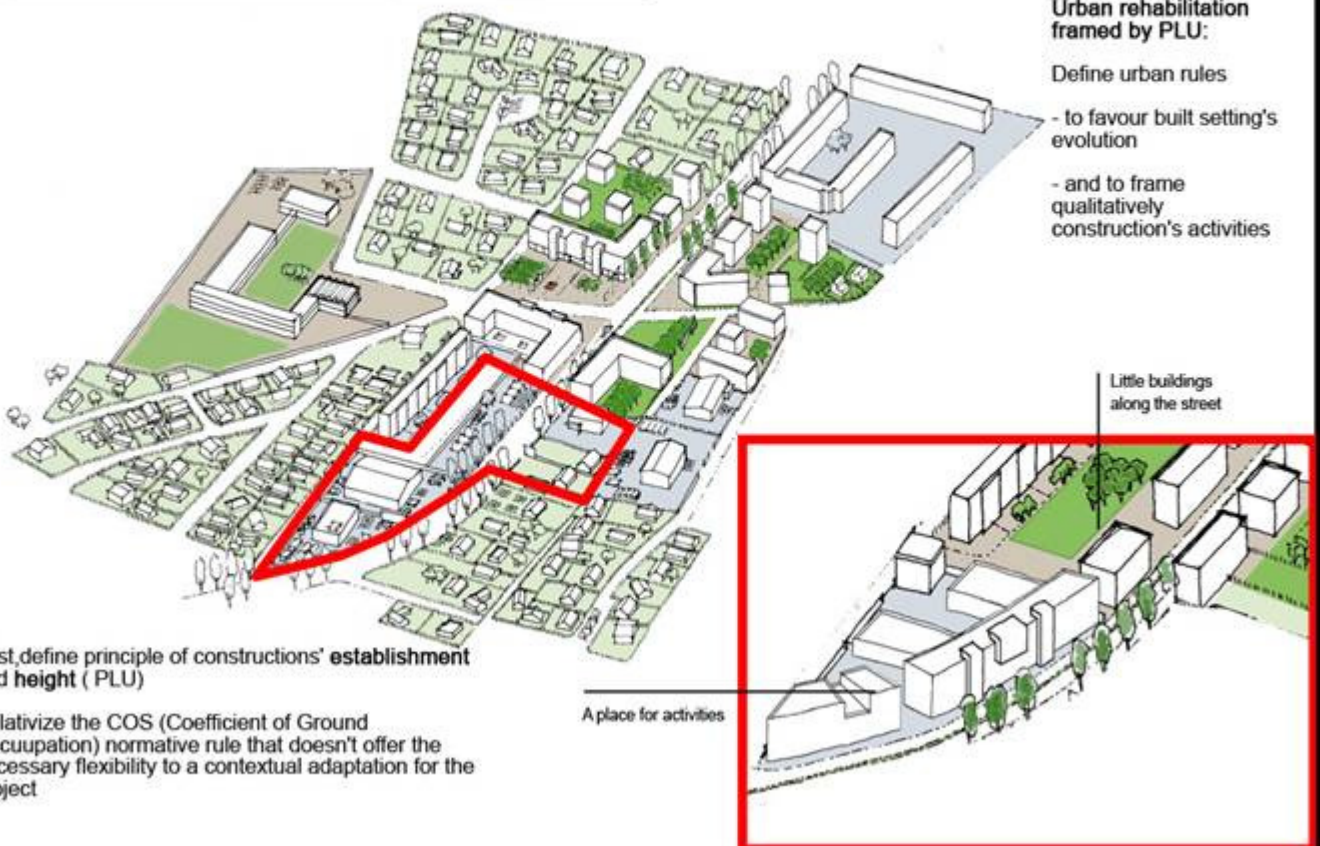 Urban rehabilitation
framed by PLU:
Define urban rules
- to favour built setting's
evolution
- and to frame
qualitatively
construction's activities
Little buildings
along the street
A place for activities
st,define principle of constructions' establishment
d height ( PLU)
lativize the COS (Coefficient of Ground
cuupation) normative rule that doesn't offer the
cessary flexibility to a contextual adaptation for the
oject